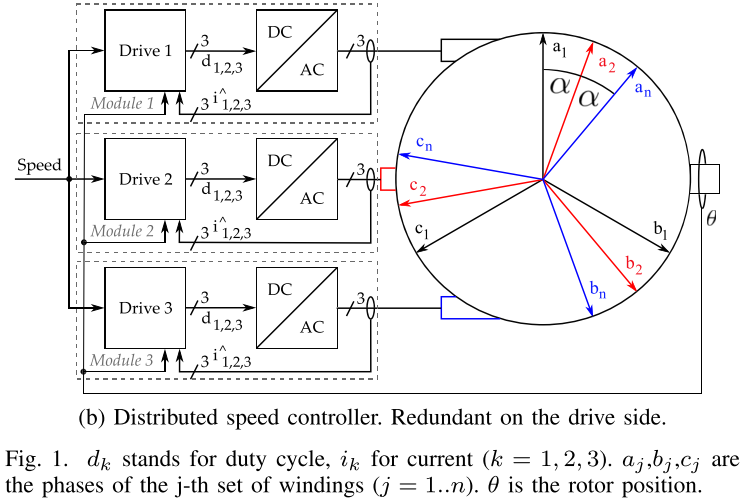 Speed
Drive 1
3
d1,2,3
DC
AC
3
Module 1
3 i^1,2,3
Drive 2
3
d1,2,3
DC
AC
3
Module 2
3 i^1,2,3
Drive 3
3
d1,2,3
DC
AC
3
Module 3
3 i^1,2,3
a1
a2
an
α α
cn
c2
c1
b1
b2
bn
θ
(b) Distributed speed controller. Redundant on the drive side.
Fig. 1. dk stands for duty cycle, ik for current (k = 1, 2, 3). aj,bj,cj are
the phases of the j-th set of windings (j = 1..n). θ is the rotor position.